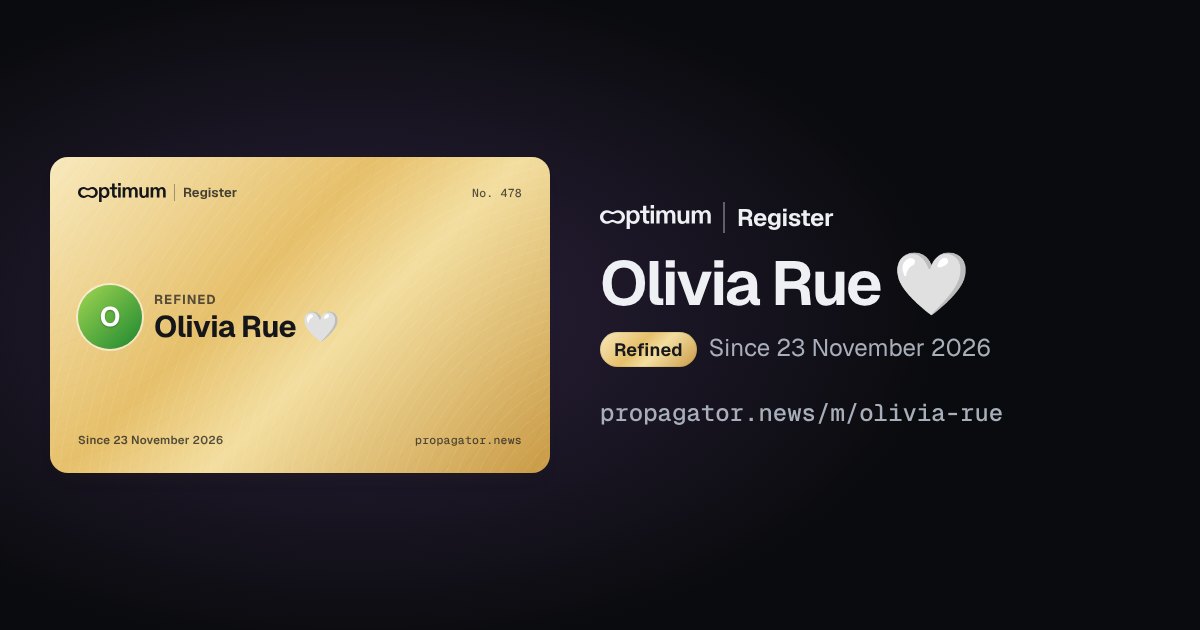 optimum | Register
No. 478
O
REFINED
Olivia Rue 🤍
Since 23 November 2026
propagator.news
optimum | Register
Olivia Rue 🤍
Refined Since 23 November 2026
propagator.news/m/olivia-rue